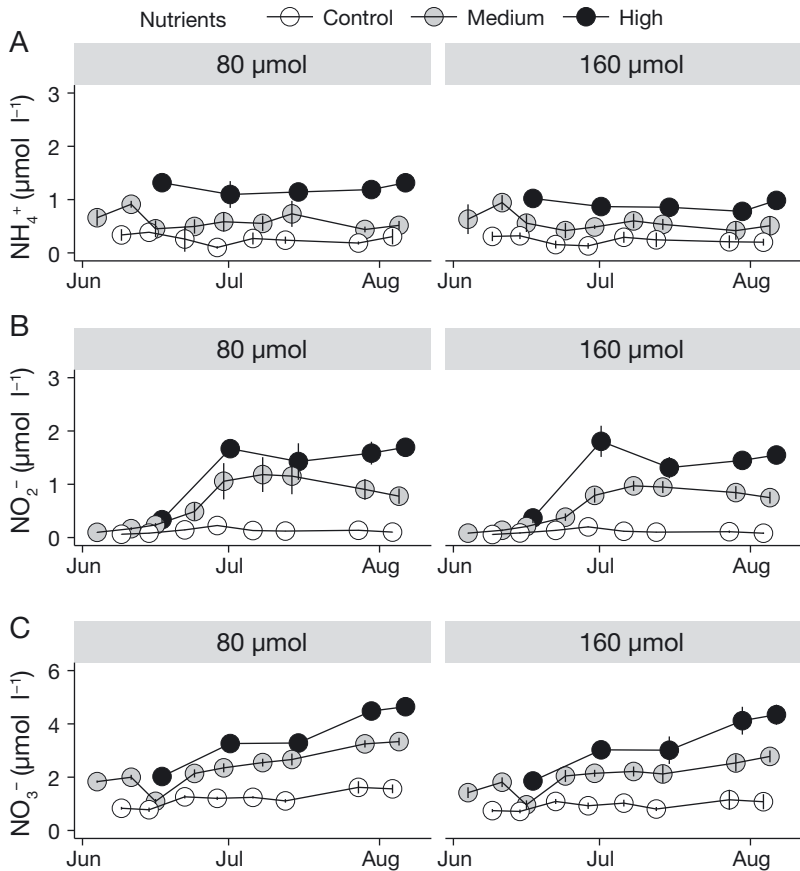 Nutrients Control Medium High
A
80 µmol 160 µmol
NH₄⁺ (µmol l⁻¹)
3
2
1
0
Jun Jul Aug Jun Jul Aug
B
80 µmol 160 µmol
NO₂⁻ (µmol l⁻¹)
3
2
1
0
Jun Jul Aug Jun Jul Aug
C
80 µmol 160 µmol
NO₃⁻ (µmol l⁻¹)
6
4
2
0
Jun Jul Aug Jun Jul Aug